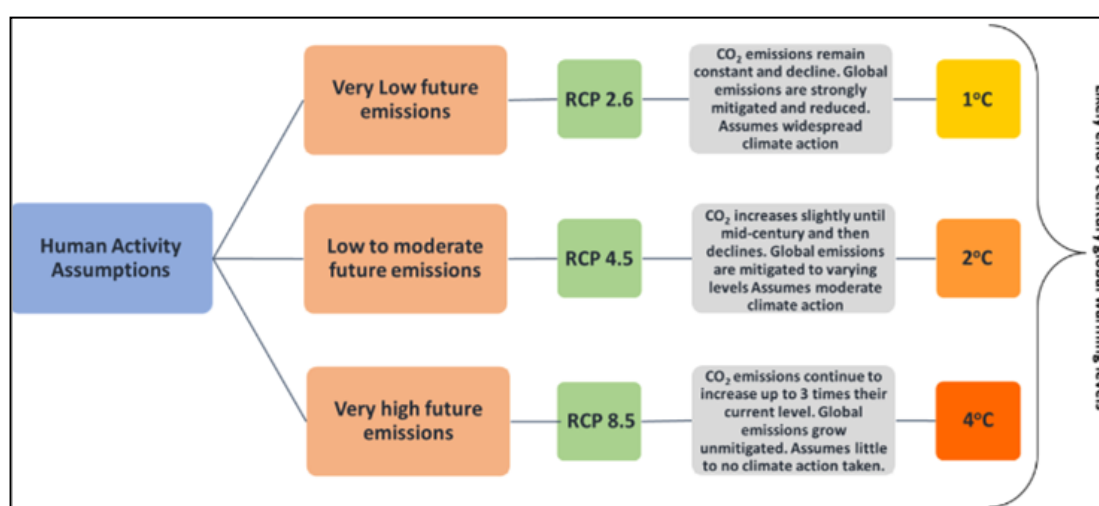 Human Activity
Assumptions
Very Low future
emissions
RCP 2.6
CO₂ emissions remain
constant and decline. Global
emissions are strongly
mitigated and reduced.
Assumes widespread
climate action
1°C
Low to moderate
future emissions
RCP 4.5
CO₂ increases slightly until
mid-century and then
declines. Global emissions
are mitigated to varying
levels Assumes moderate
climate action
2°C
Very high future
emissions
RCP 8.5
CO₂ emissions continue to
increase up to 3 times their
current level. Global
emissions grow
unmitigated. Assumes little
to no climate action taken.
4°C